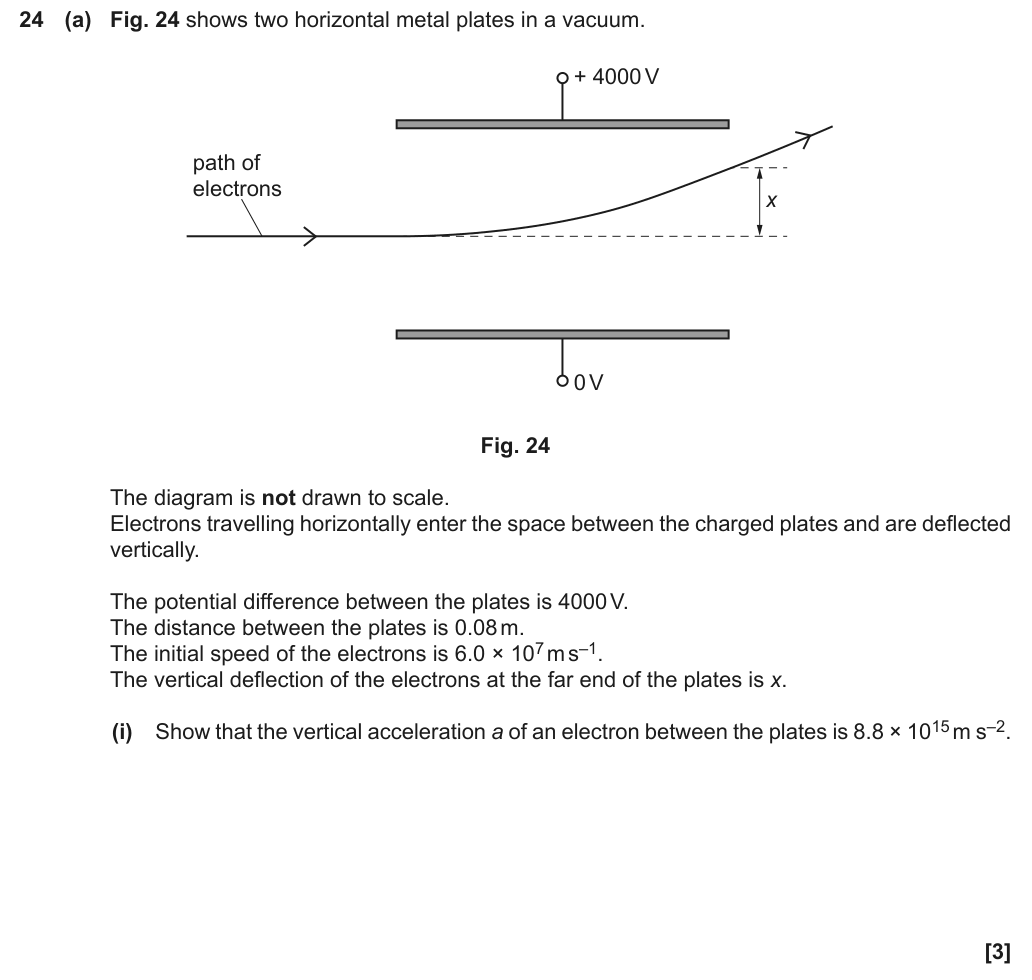 24 (a) Fig. 24 shows two horizontal metal plates in a vacuum.
+ 4000 V
path of
electrons
x
0 V
Fig. 24
The diagram is not drawn to scale.
Electrons travelling horizontally enter the space between the charged plates and are deflected
vertically.
The potential difference between the plates is 4000 V.
The distance between the plates is 0.08 m.
The initial speed of the electrons is 6.0 × 10⁷ m s⁻¹.
The vertical deflection of the electrons at the far end of the plates is x.
(i) Show that the vertical acceleration a of an electron between the plates is 8.8 × 10¹⁵ m s⁻².
[3]